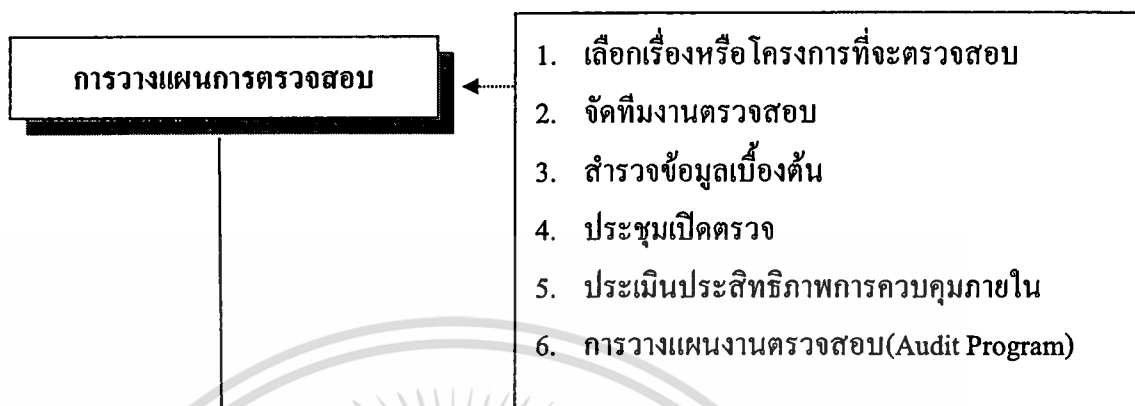 การวางแผนการตรวจสอบ
1. เลือกเรื่องหรือโครงการที่จะตรวจสอบ
2. จัดทีมงานตรวจสอบ
3. สำรวจข้อมูลเบื้องต้น
4. ประชุมเปิดตรวจ
5. ประเมินประสิทธิภาพการควบคุมภายใน
6. การวางแผนงานตรวจสอบ(Audit Program)